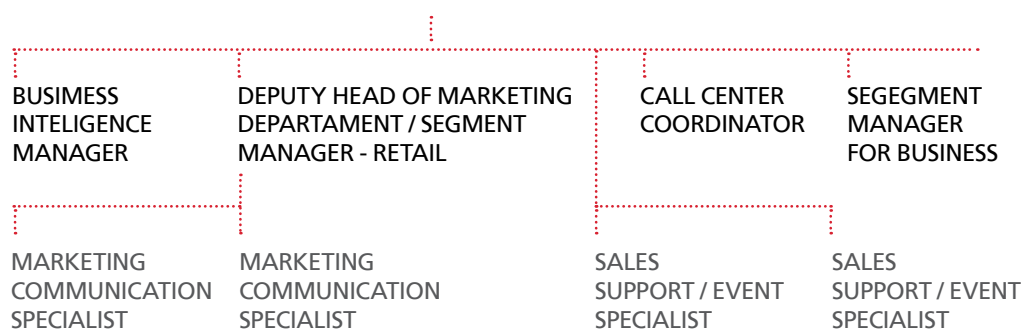 BUSIMESS
INTELIGENCE
MANAGER
DEPUTY HEAD OF MARKETING
DEPARTAMENT / SEGMENT
MANAGER - RETAIL
CALL CENTER
COORDINATOR
SEGEGMENT
MANAGER
FOR BUSINESS
MARKETING
COMMUNICATION
SPECIALIST
MARKETING
COMMUNICATION
SPECIALIST
SALES
SUPPORT / EVENT
SPECIALIST
SALES
SUPPORT / EVENT
SPECIALIST